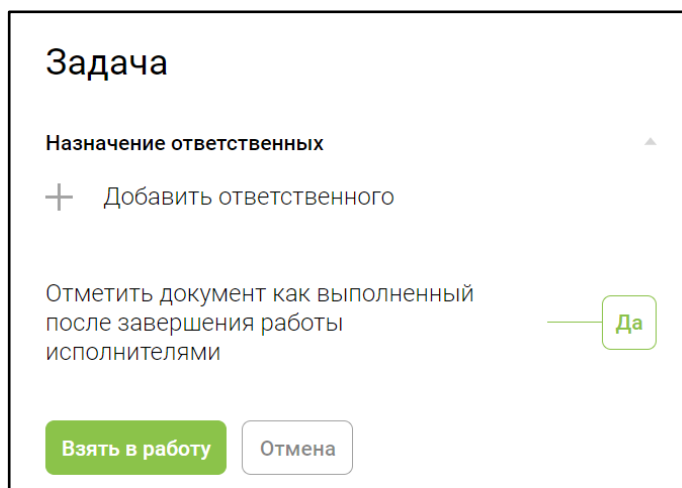 Задача
Назначение ответственных
Добавить ответственного
Отметить документ как выполненный
после завершения работы
исполнителями
Да
Взять в работу
Отмена